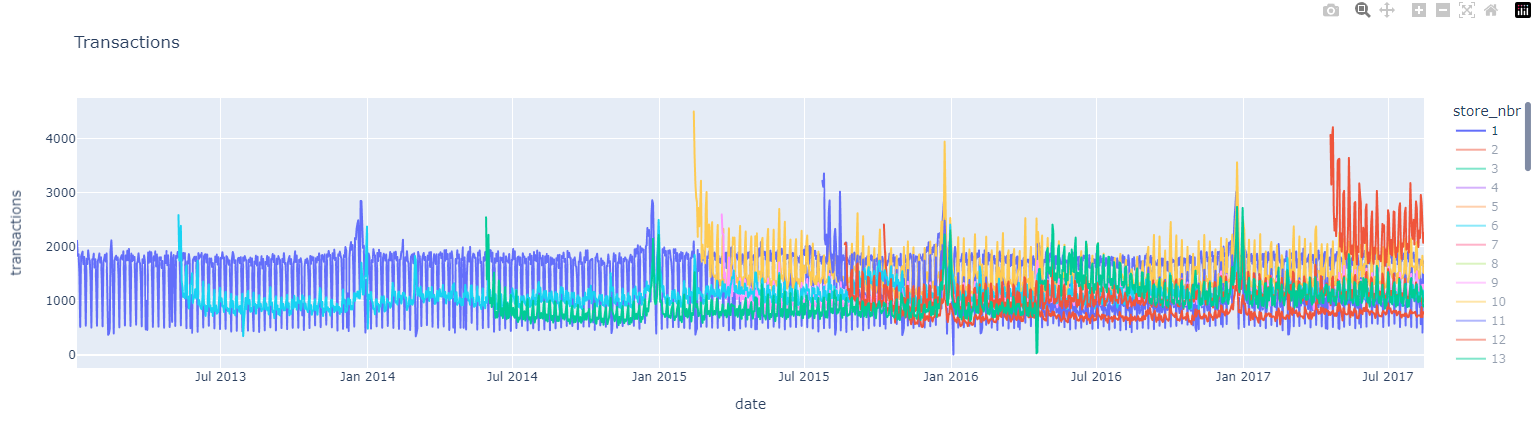 Transactions
transactions
4000
3000
2000
1000
0
Jul 2013
Jan 2014
Jul 2014
Jan 2015
Jul 2015
Jan 2016
Jul 2016
Jan 2017
Jul 2017
date
store_nbr
1
2
3
4
5
6
7
8
9
10
11
12
13